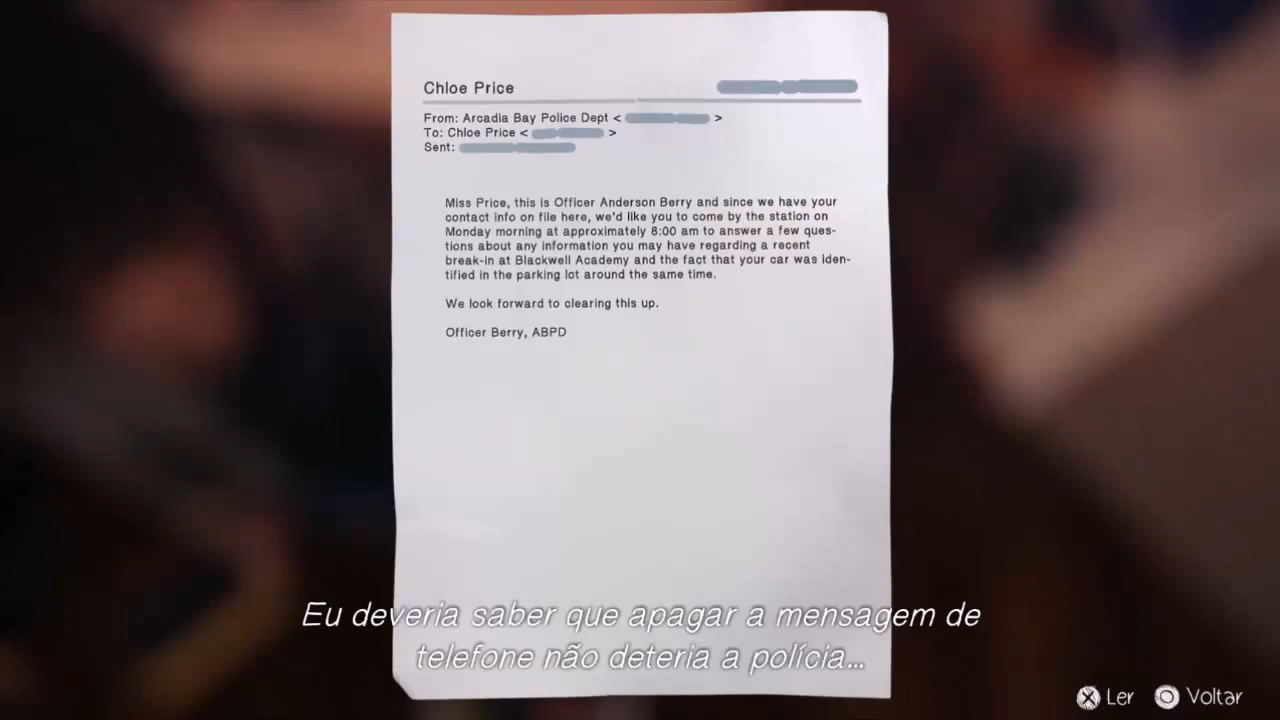 Chloe Price
From: Arcadia Bay Police Dept < >
To: Chloe Price < >
Sent:
Miss Price, this is Officer Anderson Berry and since we have your
contact info on file here, we'd like you to come by the station on
Monday morning at approximately 8:00 am to answer a few ques-
tions about any information you may have regarding a recent
break-in at Blackwell Academy and the fact that your car was iden-
tified in the parking lot around the same time.
We look forward to clearing this up.
Officer Berry, ABPD
Eu deveria saber que apagar a mensagem de
telefone não deteria a polícia...
Ler Voltar